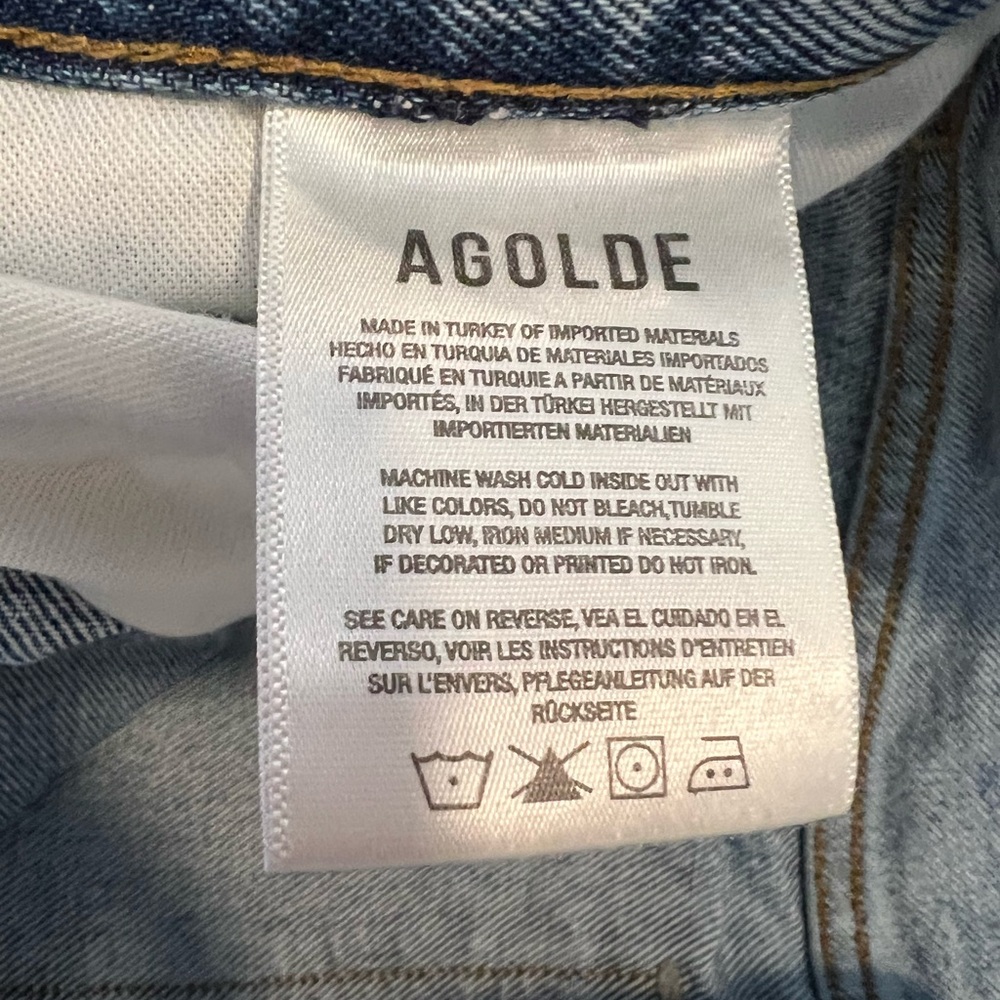 AGOLDE
MADE IN TURKEY OF IMPORTED MATERIALS
HECHO EN TURQUIA DE MATERIALES IMPORTADOS
FABRIQUÉ EN TURQUIE A PARTIR DE MATÉRIAUX
IMPORTÉS, IN DER TÜRKEI HERGESTELLT MIT
IMPORTIERTEN MATERIALIEN
MACHINE WASH COLD INSIDE OUT WITH
LIKE COLORS, DO NOT BLEACH,TUMBLE
DRY LOW, IRON MEDIUM IF NECESSARY,
IF DECORATED OR PRINTED DO NOT IRON.
SEE CARE ON REVERSE, VEA EL CUIDADO EN EL
REVERSO, VOIR LES INSTRUCTIONS D'ENTRETIEN
SUR L'ENVERS, PFLEGEANLEITUNG AUF DER
RÜCKSEITE